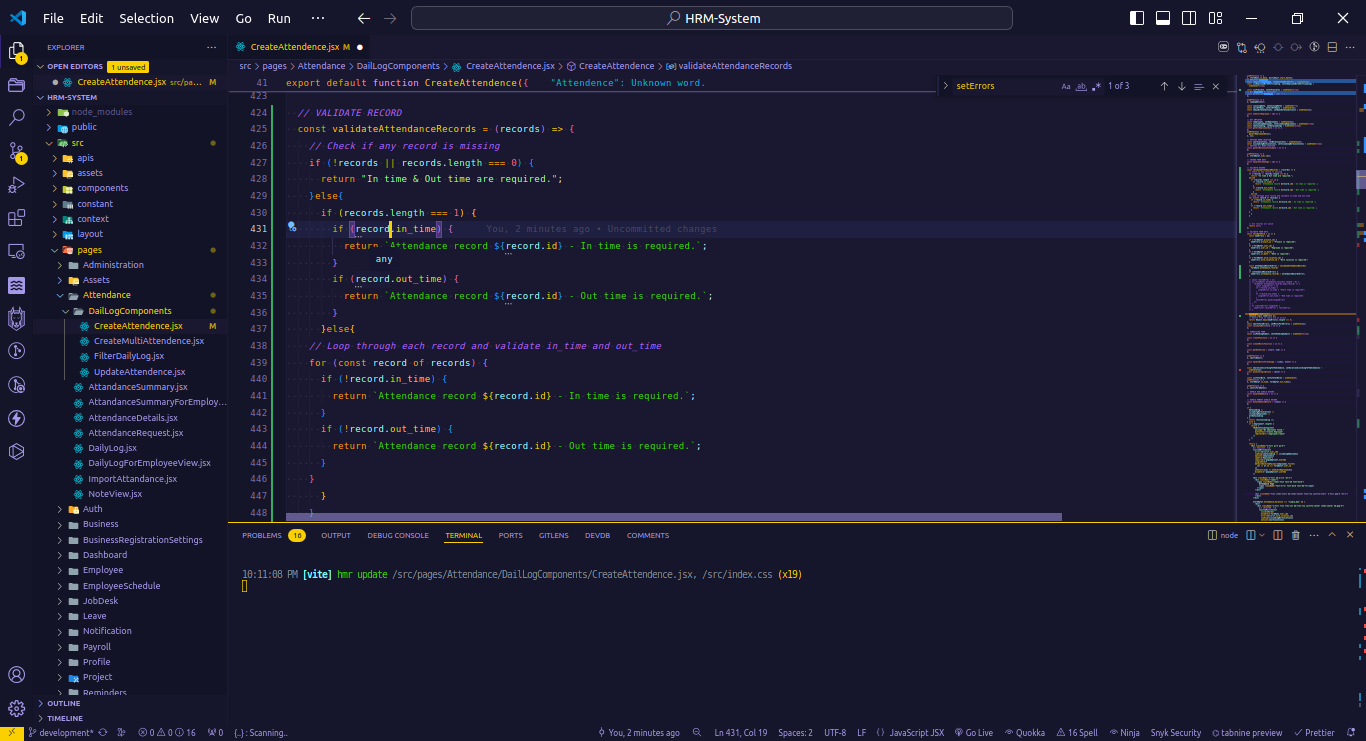 File Edit Selection View Go Run ··· HRM-System
EXPLORER ···
OPEN EDITORS 1 unsaved
CreateAttendence.jsx src/pa... M
HRM-SYSTEM
node_modules
public
src
apis
assets
components
constant
context
layout
pages
Administration
Assets
Attendance
DailLogComponents
CreateAttendence.jsx M
CreateMultiAttendence.jsx
FilterDailyLog.jsx
UpdateAttendence.jsx
AttandanceSummary.jsx
AttandanceSummaryForEmploy...
AttendanceDetails.jsx
AttendanceRequest.jsx
DailyLog.jsx
DailyLogForEmployeeView.jsx
ImportAttandance.jsx
NoteView.jsx
Auth
Business
BusinessRegistrationSettings
Dashboard
Employee
EmployeeSchedule
JobDesk
Leave
Notification
Payroll
Profile
Project
Reminders
OUTLINE
TIMELINE
CreateAttendence.jsx M
src > pages > Attendance > DailLogComponents > CreateAttendence.jsx > CreateAttendence > validateAttendanceRecords
41 export default function CreateAttendence({ "Attendence": Unknown word.
setErrors Aa ab .* 1 of 3
423
424 // VALIDATE RECORD
425 const validateAttendanceRecords = (records) => {
426 // Check if any record is missing
427 if (!records || records.length === 0) {
428 return "In time & Out time are required.";
429 }else{
430 if (records.length === 1) {
431 if (record.in_time) { You, 2 minutes ago • Uncommitted changes
432 return `Attendance record ${record.id} - In time is required.`;
any
433 }
434 if (record.out_time) {
435 return `Attendance record ${record.id} - Out time is required.`;
436 }
437 }else{
438 // Loop through each record and validate in_time and out_time
439 for (const record of records) {
440 if (!record.in_time) {
441 return `Attendance record ${record.id} - In time is required.`;
442 }
443 if (!record.out_time) {
444 return `Attendance record ${record.id} - Out time is required.`;
445 }
446 }
447 }
448 }
PROBLEMS 16 OUTPUT DEBUG CONSOLE TERMINAL PORTS GITLENS DEVDB COMMENTS node
10:11:08 PM [vite] hmr update /src/pages/Attendance/DailLogComponents/CreateAttendence.jsx, /src/index.css (x19)
development* 0 0 16 0 {..} : Scanning.. You, 2 minutes ago Ln 431, Col 19 Spaces: 2 UTF-8 LF JavaScript JSX Go Live Quokka 16 Spell Ninja Snyk Security tabnine preview Prettier